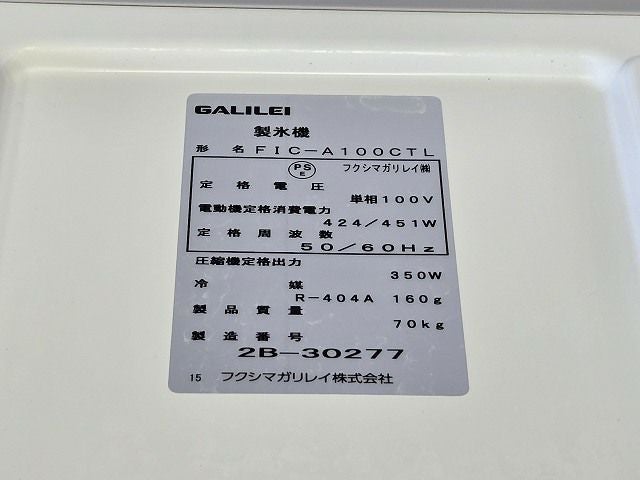 GALILEI
製氷機
形名 FIC-A100CTL
PS E フクシマガリレイ㈱
定格電圧 単相100V
電動機定格消費電力 424/451W
定格周波数 50/60Hz
圧縮機定格出力 350W
冷媒 R-404A 160g
製品質量 70kg
製造番号
2B-30277
15 フクシマガリレイ株式会社